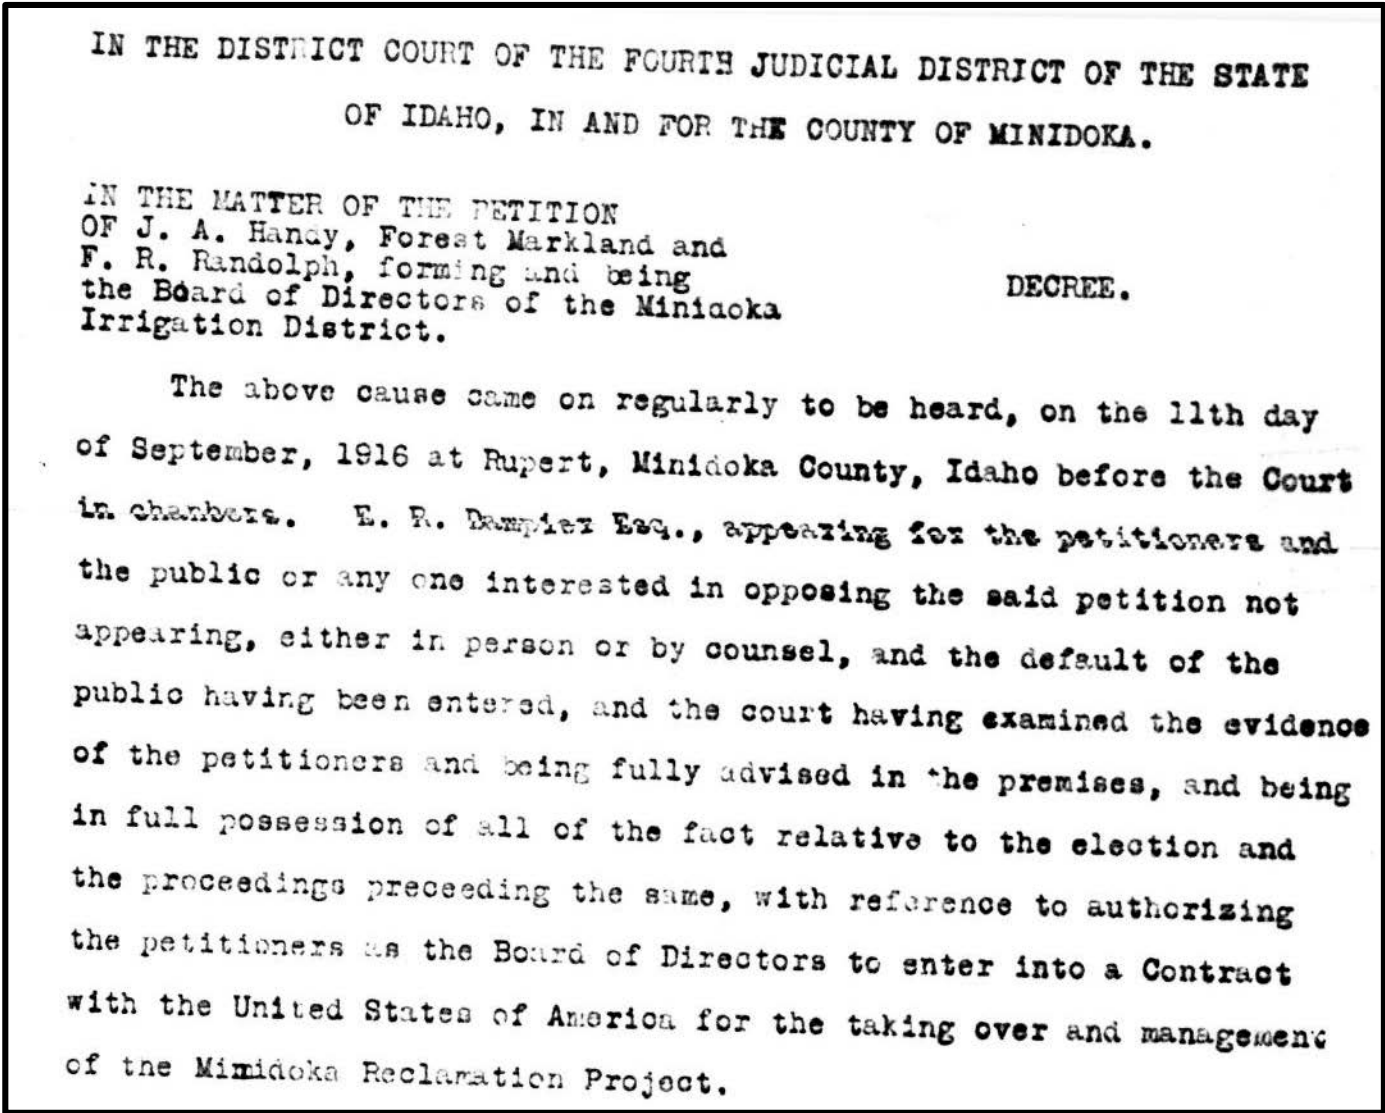 IN THE DISTRICT COURT OF THE FOURTH JUDICIAL DISTRICT OF THE STATE
OF IDAHO, IN AND FOR THE COUNTY OF MINIDOKA.
IN THE MATTER OF THE PETITION
OF J. A. Handy, Forest Markland and
F. R. Randolph, forming and being
the Board of Directors of the Minidoka
Irrigation District.
DECREE.
The above cause came on regularly to be heard, on the 11th day
of September, 1916 at Rupert, Minidoka County, Idaho before the Court
in chambers. E. R. Dampier Esq., appearing for the petitioners and
the public or any one interested in opposing the said petition not
appearing, either in person or by counsel, and the default of the
public having been entered, and the court having examined the evidence
of the petitioners and being fully advised in the premises, and being
in full possession of all of the fact relative to the election and
the proceedings preceeding the same, with reference to authorizing
the petitioners as the Board of Directors to enter into a Contract
with the United States of America for the taking over and management
of the Mimidoka Reclamation Project.